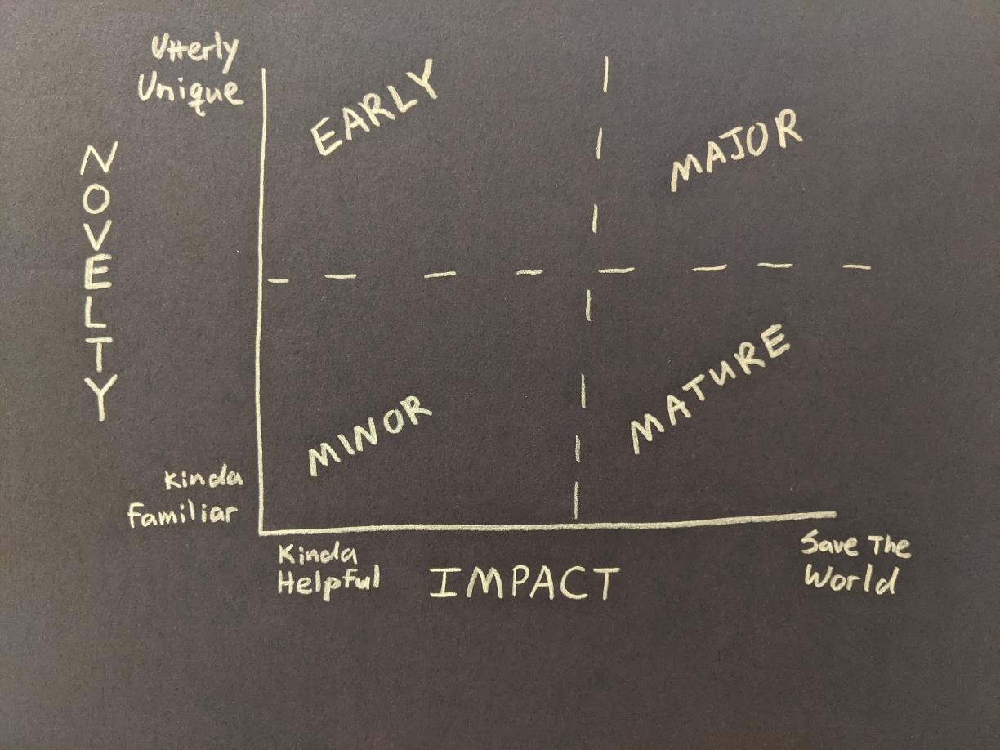 Utterly
Unique
EARLY
MAJOR
NOVELTY
MINOR
MATURE
Kinda
Familiar
Kinda
Helpful
IMPACT
Save The
World